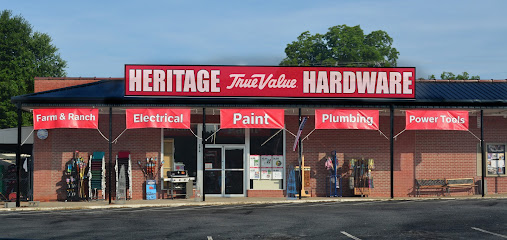 HERITAGE True Value HARDWARE
Farm & Ranch
Electrical
Paint
Plumbing
Power Tools